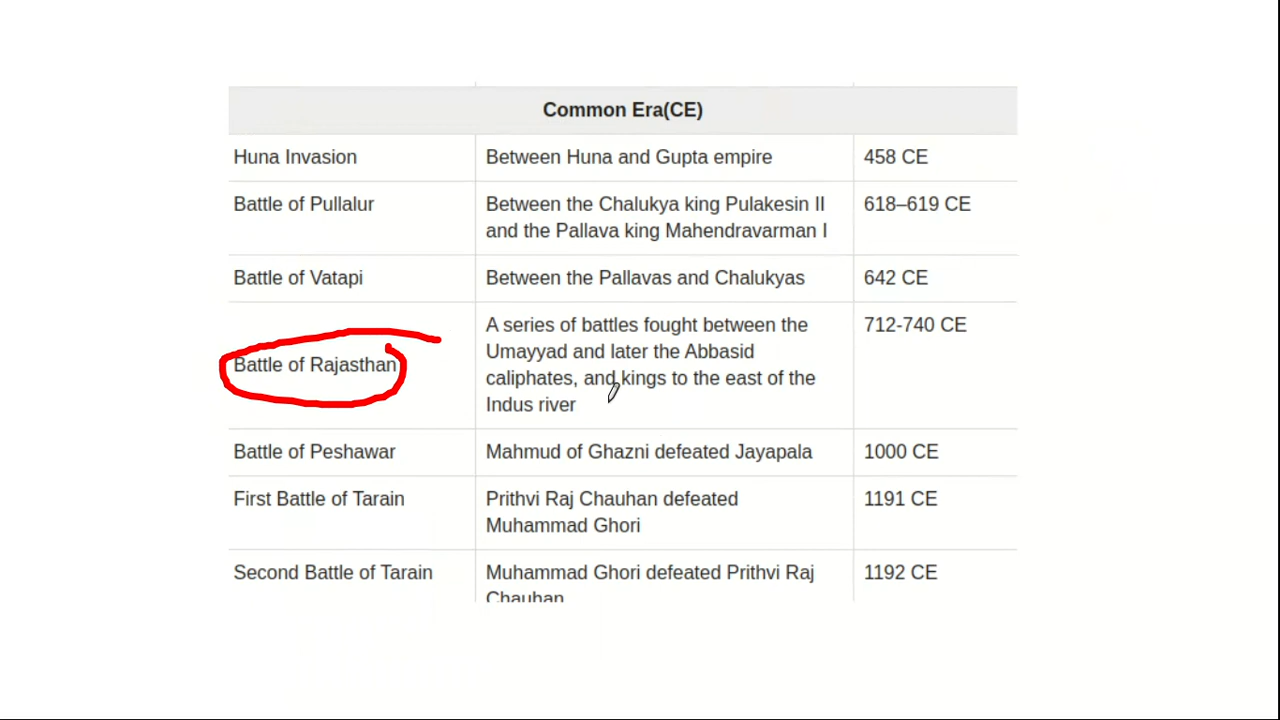 Common Era(CE)
Huna Invasion
Between Huna and Gupta empire
458 CE
Battle of Pullalur
Between the Chalukya king Pulakesin II
and the Pallava king Mahendravarman I
618–619 CE
Battle of Vatapi
Between the Pallavas and Chalukyas
642 CE
Battle of Rajasthan
A series of battles fought between the
Umayyad and later the Abbasid
caliphates, and kings to the east of the
Indus river
712-740 CE
Battle of Peshawar
Mahmud of Ghazni defeated Jayapala
1000 CE
First Battle of Tarain
Prithvi Raj Chauhan defeated
Muhammad Ghori
1191 CE
Second Battle of Tarain
Muhammad Ghori defeated Prithvi Raj
Chauhan
1192 CE